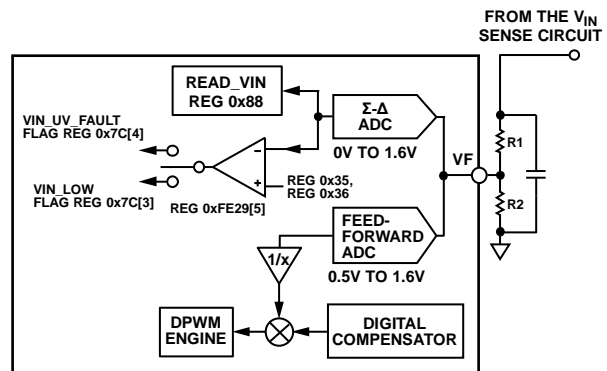 FROM THE VIN
SENSE CIRCUIT
READ_VIN
REG 0x88
Σ-Δ
ADC
VIN_UV_FAULT
FLAG REG 0x7C[4]
0V TO 1.6V
R1
VF
–
+
REG 0x35,
REG 0x36
VIN_LOW
FLAG REG 0x7C[3]
REG 0xFE29[5]
R2
FEED-
FORWARD
ADC
1/x
0.5V TO 1.6V
DPWM
ENGINE
DIGITAL
COMPENSATOR